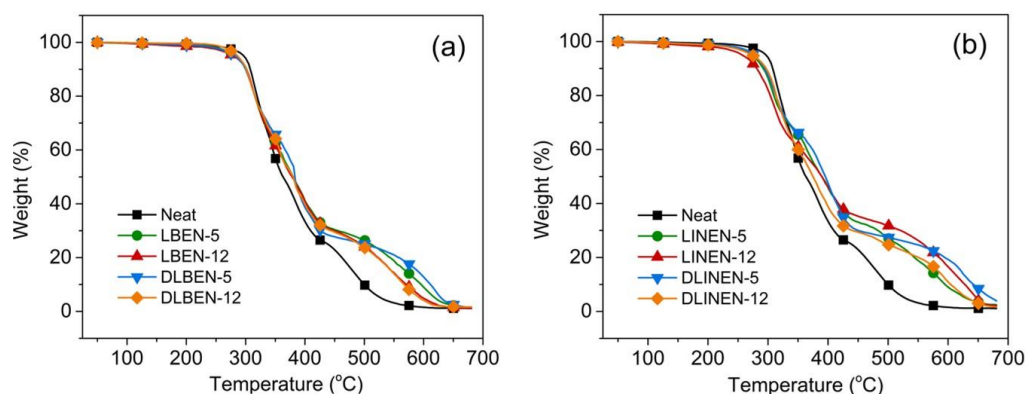 (a)
Weight (%)
100
80
60
40
20
0
Neat
LBEN-5
LBEN-12
DLBEN-5
DLBEN-12
100 200 300 400 500 600 700
Temperature (°C)
(b)
Weight (%)
100
80
60
40
20
0
Neat
LINEN-5
LINEN-12
DLINEN-5
DLINEN-12
100 200 300 400 500 600 700
Temperature (°C)